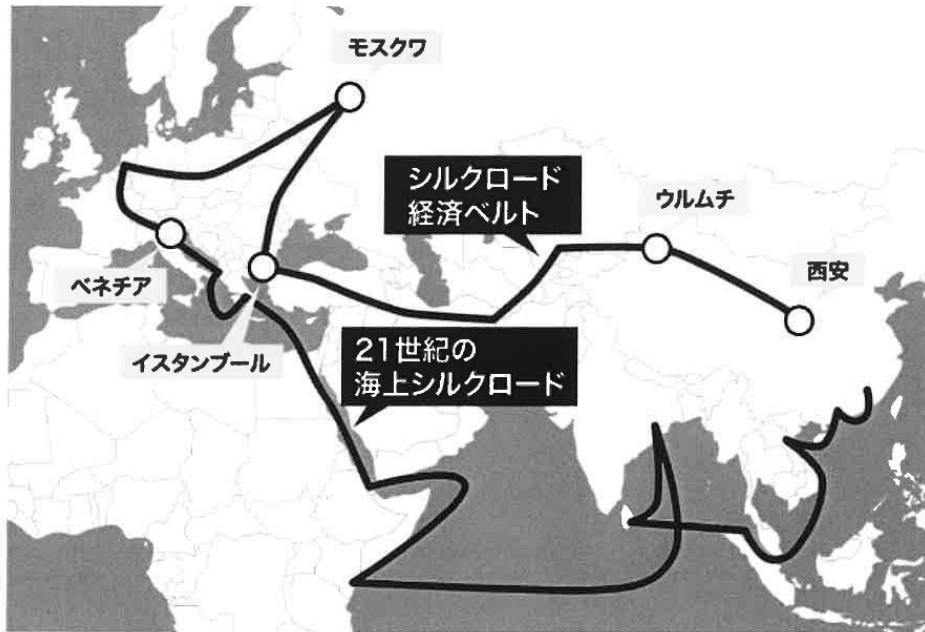 モスクワ
シルクロード
経済ベルト
ウルムチ
西安
ベネチア
イスタンブール
21世紀の
海上シルクロード